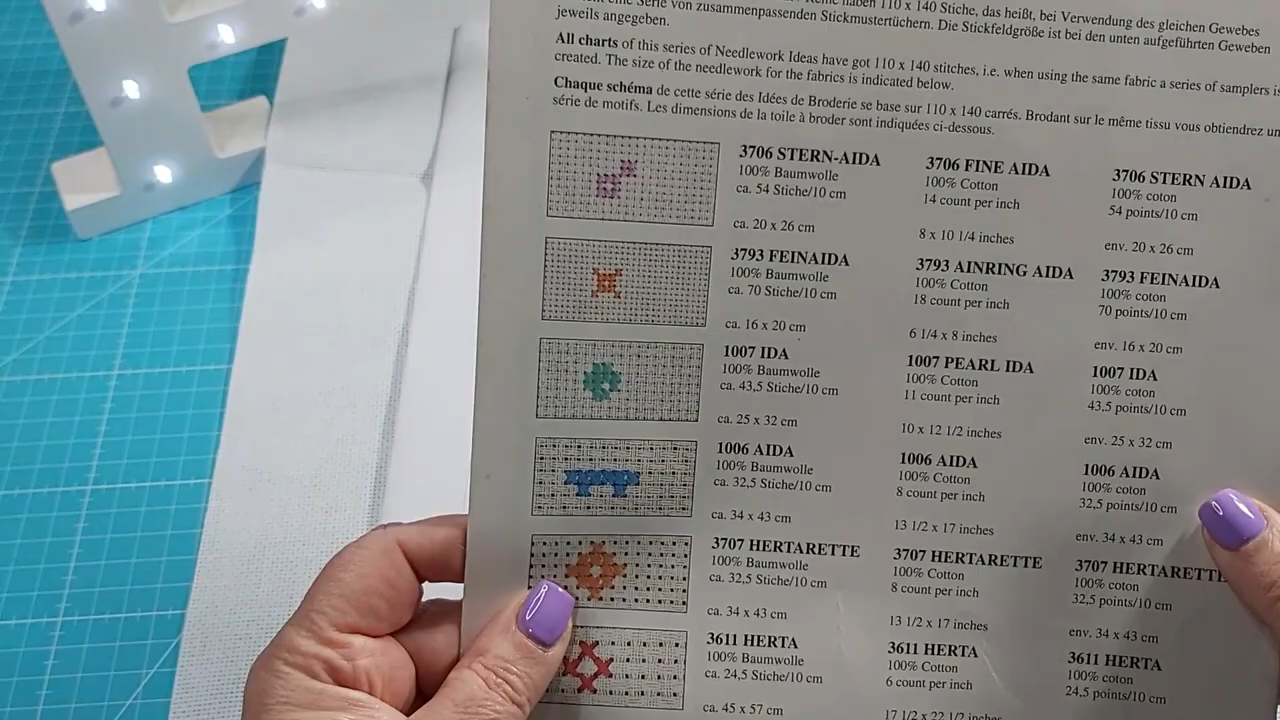 haben 110 x 140 Stiche, das heißt, bei Verwendung des gleichen Gewebes
eine Serie von zusammenpassenden Stickmustertüchern. Die Stickfeldgröße ist bei den unten aufgeführten Geweben
jeweils angegeben.
All charts of this series of Needlework Ideas have got 110 x 140 stitches, i.e. when using the same fabric a series of samplers is
created. The size of the needlework for the fabrics is indicated below.
Chaque schéma de cette série des Idées de Broderie se base sur 110 x 140 carrés. Brodant sur le même tissu vous obtiendrez un
série de motifs. Les dimensions de la toile à broder sont indiquées ci-dessous.
3706 STERN-AIDA
100% Baumwolle
ca. 54 Stiche/10 cm
ca. 20 x 26 cm
3706 FINE AIDA
100% Cotton
14 count per inch
8 x 10 1/4 inches
3706 STERN AIDA
100% coton
54 points/10 cm
env. 20 x 26 cm
3793 FEINAIDA
100% Baumwolle
ca. 70 Stiche/10 cm
ca. 16 x 20 cm
3793 AINRING AIDA
100% Cotton
18 count per inch
6 1/4 x 8 inches
3793 FEINAIDA
100% coton
70 points/10 cm
env. 16 x 20 cm
1007 IDA
100% Baumwolle
ca. 43,5 Stiche/10 cm
ca. 25 x 32 cm
1007 PEARL IDA
100% Cotton
11 count per inch
10 x 12 1/2 inches
1007 IDA
100% coton
43.5 points/10 cm
env. 25 x 32 cm
1006 AIDA
100% Baumwolle
ca. 32,5 Stiche/10 cm
ca. 34 x 43 cm
1006 AIDA
100% Cotton
8 count per inch
13 1/2 x 17 inches
1006 AIDA
100% coton
32,5 points/10 cm
env. 34 x 43 cm
3707 HERTARETTE
100% Baumwolle
ca. 32,5 Stiche/10 cm
ca. 34 x 43 cm
3707 HERTARETTE
100% Cotton
8 count per inch
13 1/2 x 17 inches
3707 HERTARETTE
100% coton
32,5 points/10 cm
env. 34 x 43 cm
3611 HERTA
100% Baumwolle
ca. 24,5 Stiche/10 cm
ca. 45 x 57 cm
3611 HERTA
100% Cotton
6 count per inch
17 1/2 x 22 1/2 inches
3611 HERTA
100% coton
24,5 points/10 cm